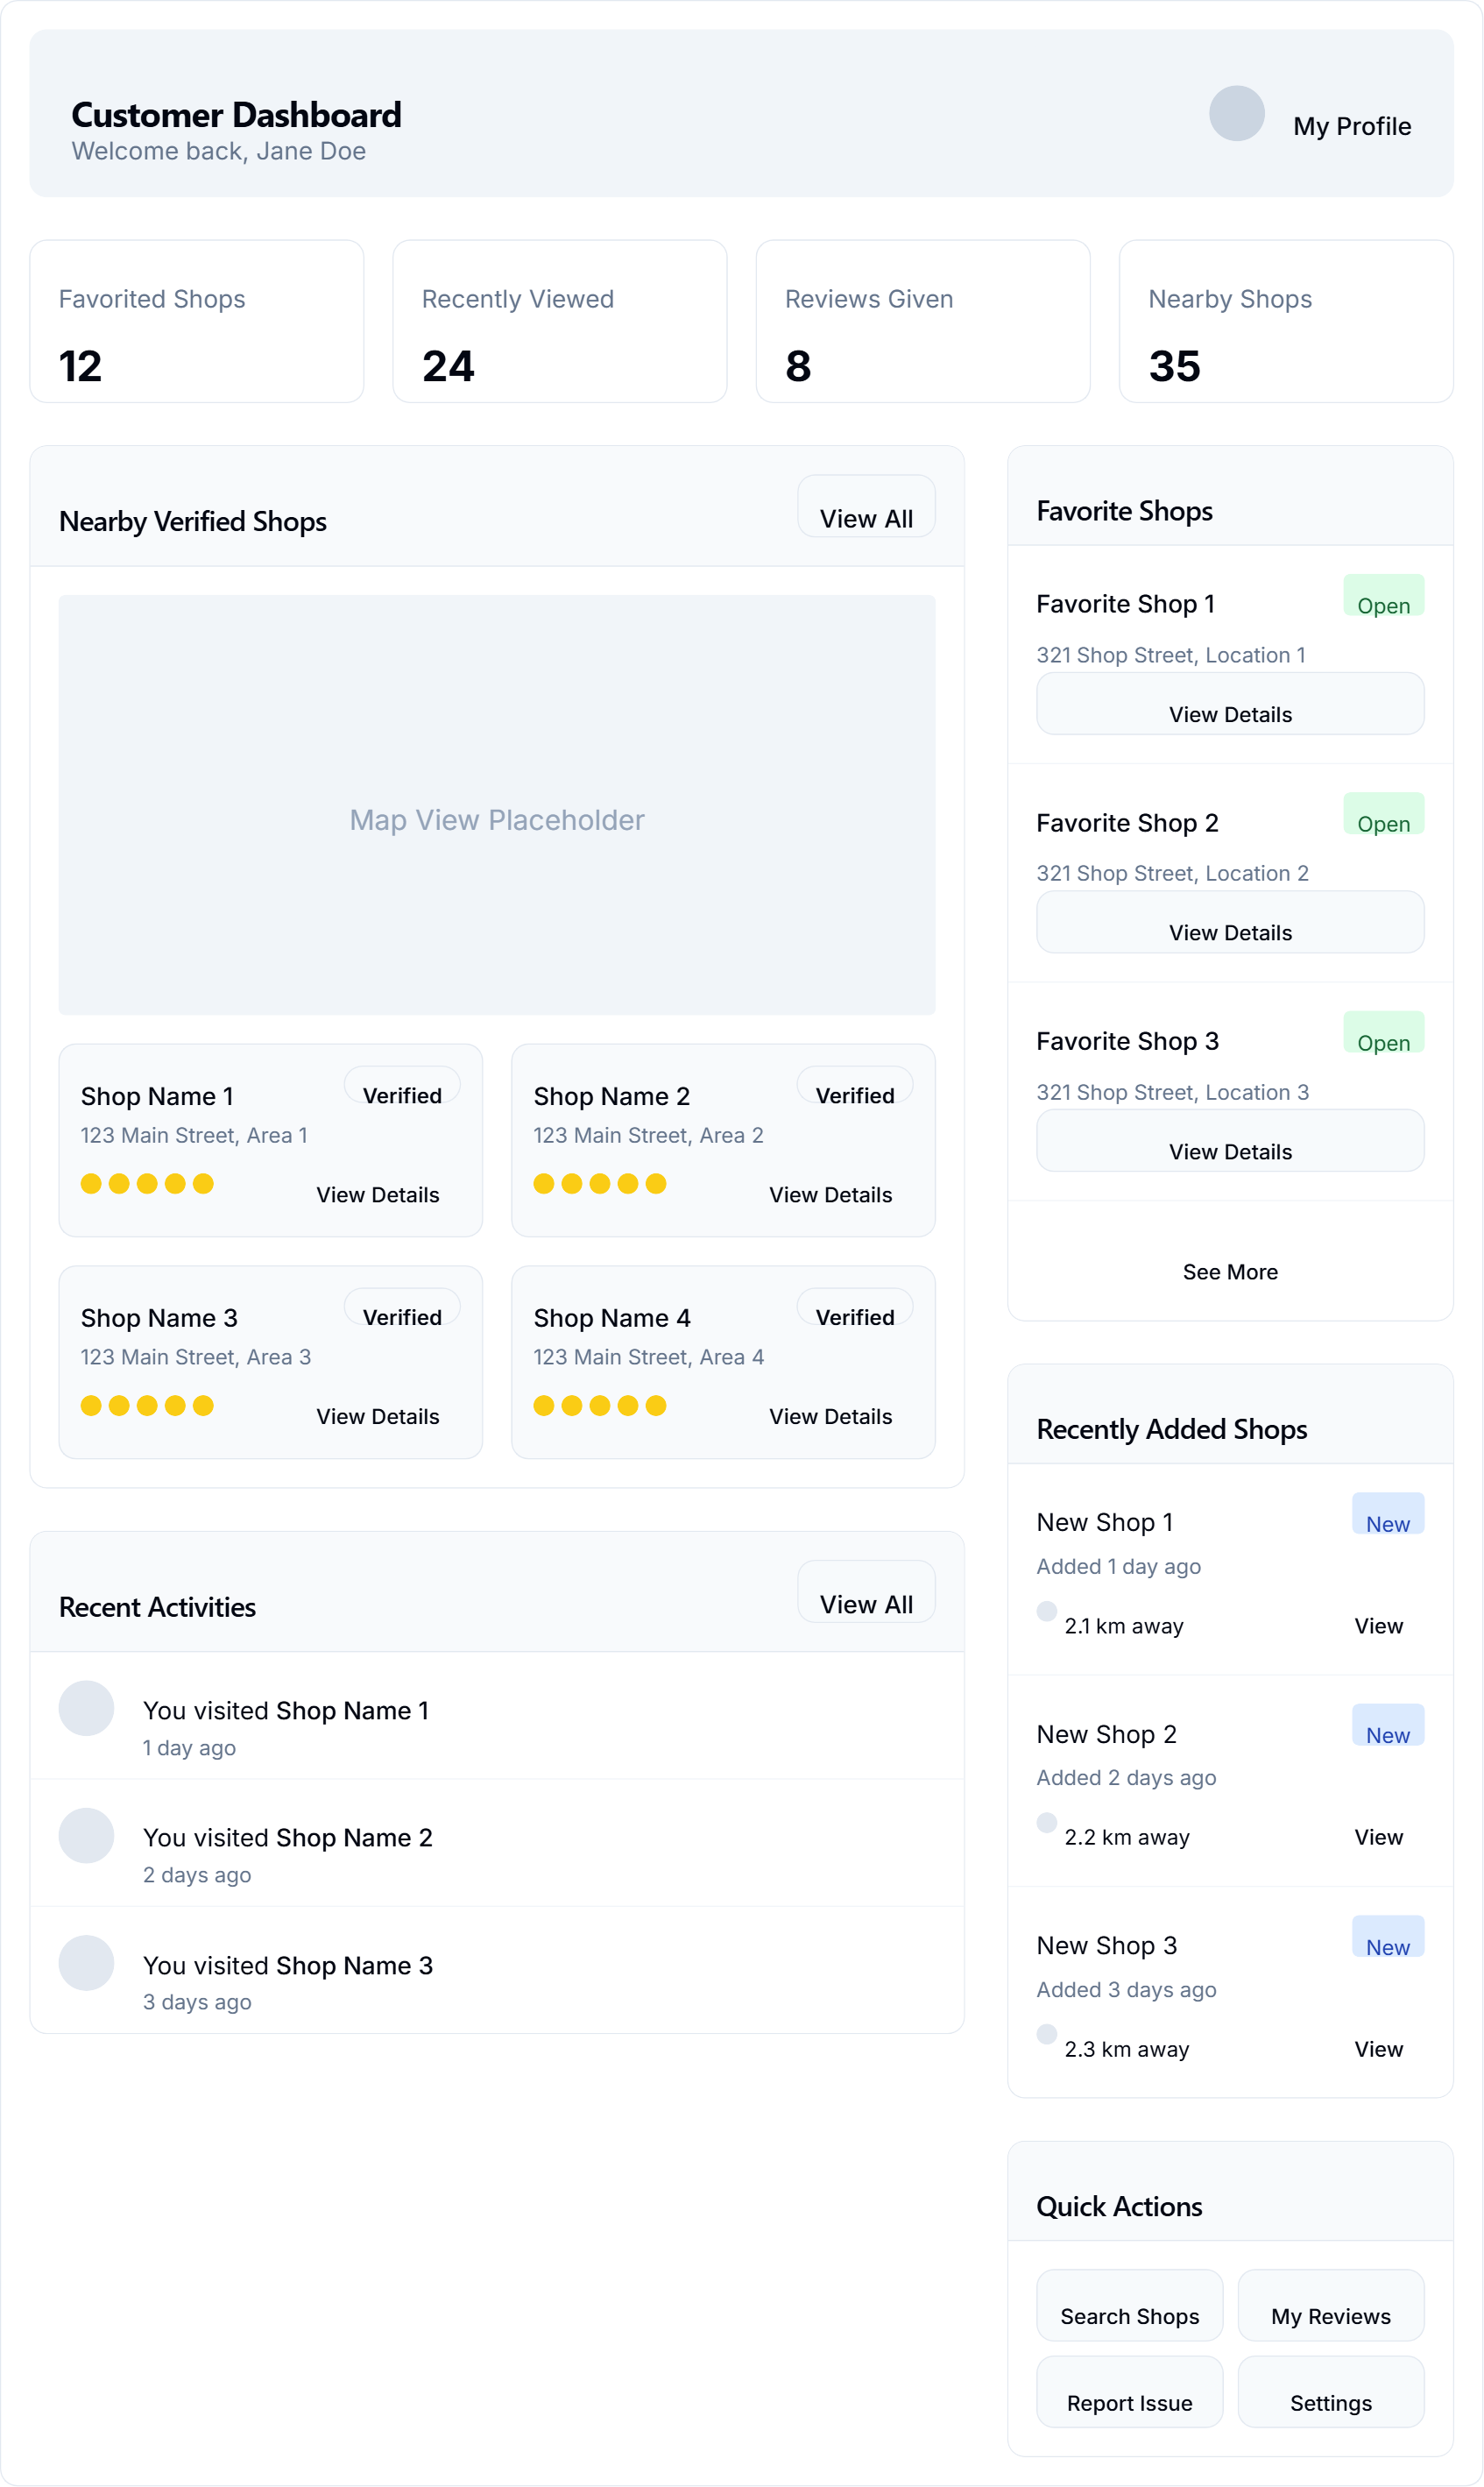 Customer Dashboard
Welcome back, Jane Doe
My Profile
Favorited Shops
12
Recently Viewed
24
Reviews Given
8
Nearby Shops
35
Nearby Verified Shops
View All
Map View Placeholder
Shop Name 1
Verified
123 Main Street, Area 1
View Details
Shop Name 2
Verified
123 Main Street, Area 2
View Details
Shop Name 3
Verified
123 Main Street, Area 3
View Details
Shop Name 4
Verified
123 Main Street, Area 4
View Details
Recent Activities
View All
You visited Shop Name 1
1 day ago
You visited Shop Name 2
2 days ago
You visited Shop Name 3
3 days ago
Favorite Shops
Favorite Shop 1
Open
321 Shop Street, Location 1
View Details
Favorite Shop 2
Open
321 Shop Street, Location 2
View Details
Favorite Shop 3
Open
321 Shop Street, Location 3
View Details
See More
Recently Added Shops
New Shop 1
New
Added 1 day ago
2.1 km away
View
New Shop 2
New
Added 2 days ago
2.2 km away
View
New Shop 3
New
Added 3 days ago
2.3 km away
View
Quick Actions
Search Shops
My Reviews
Report Issue
Settings